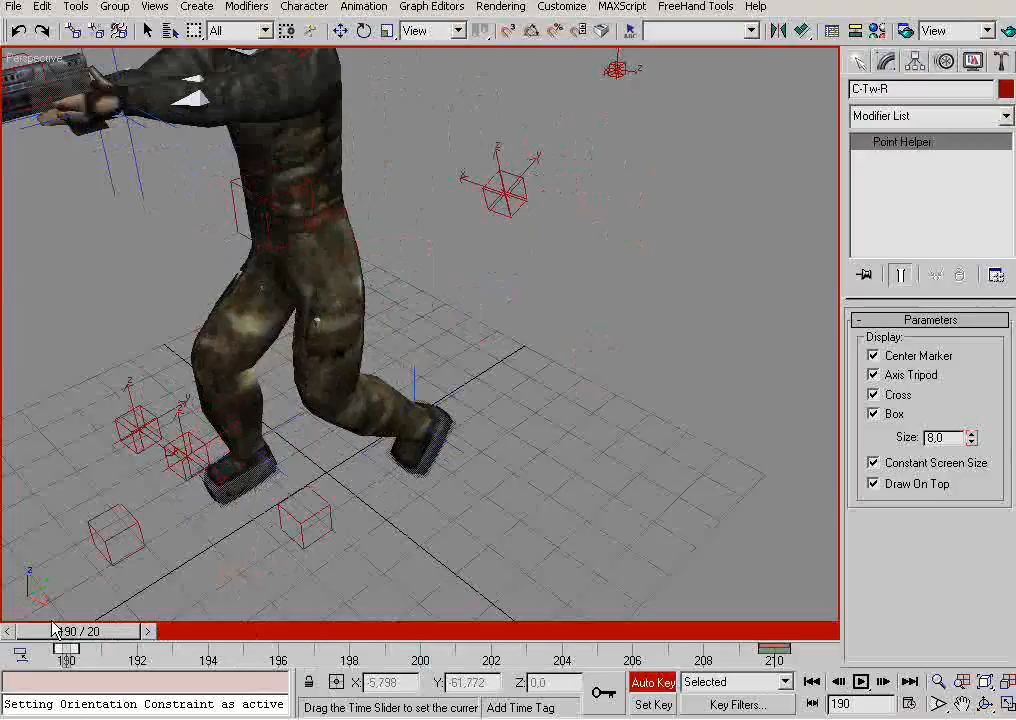 File Edit Tools Group Views Create Modifiers Character Animation Graph Editors Rendering Customize MAXScript FreeHand Tools Help
All View View
Perspective
C-Tw-R
Modifier List
Point Helper
- Parameters
Display:
Center Marker
Axis Tripod
Cross
Box
Size: 8,0
Constant Screen Size
Draw On Top
z
z y x
z
z
< 190 / 20 >
190 192 194 196 198 200 202 204 206 208 210
X: -5,798 Y: -61,772 Z: 0,0 Auto Key Selected
Setting Orientation Constraint as active Drag the Time Slider to set the currer Add Time Tag Set Key Key Filters... 190